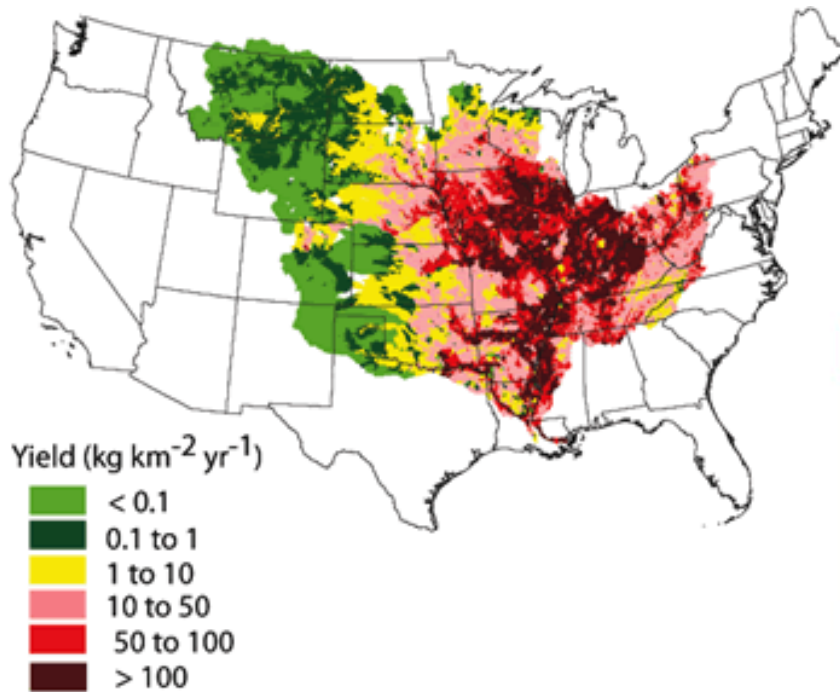 Yield (kg km⁻² yr⁻¹)
< 0.1
0.1 to 1
1 to 10
10 to 50
50 to 100
> 100